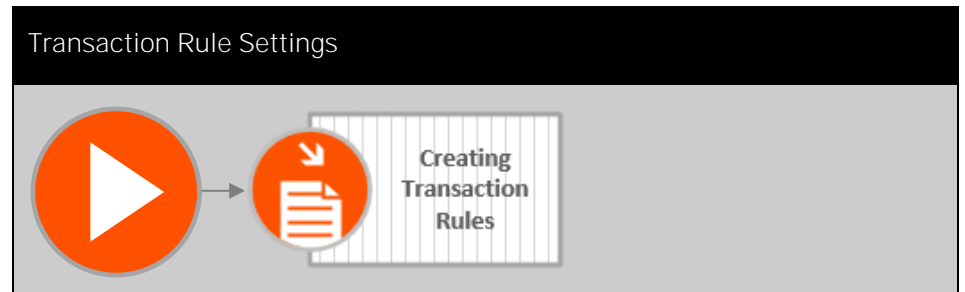 Transaction Rule Settings
Creating
Transaction
Rules